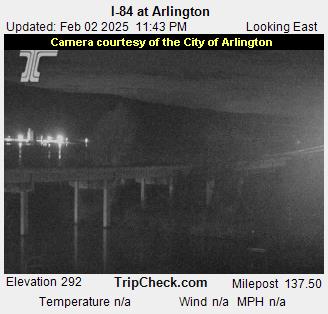 I-84 at Arlington
Updated: Feb 02 2025 11:43 PM Looking East
Camera courtesy of the City of Arlington
Elevation 292 TripCheck.com Milepost 137.50
Temperature n/a Wind n/a MPH n/a